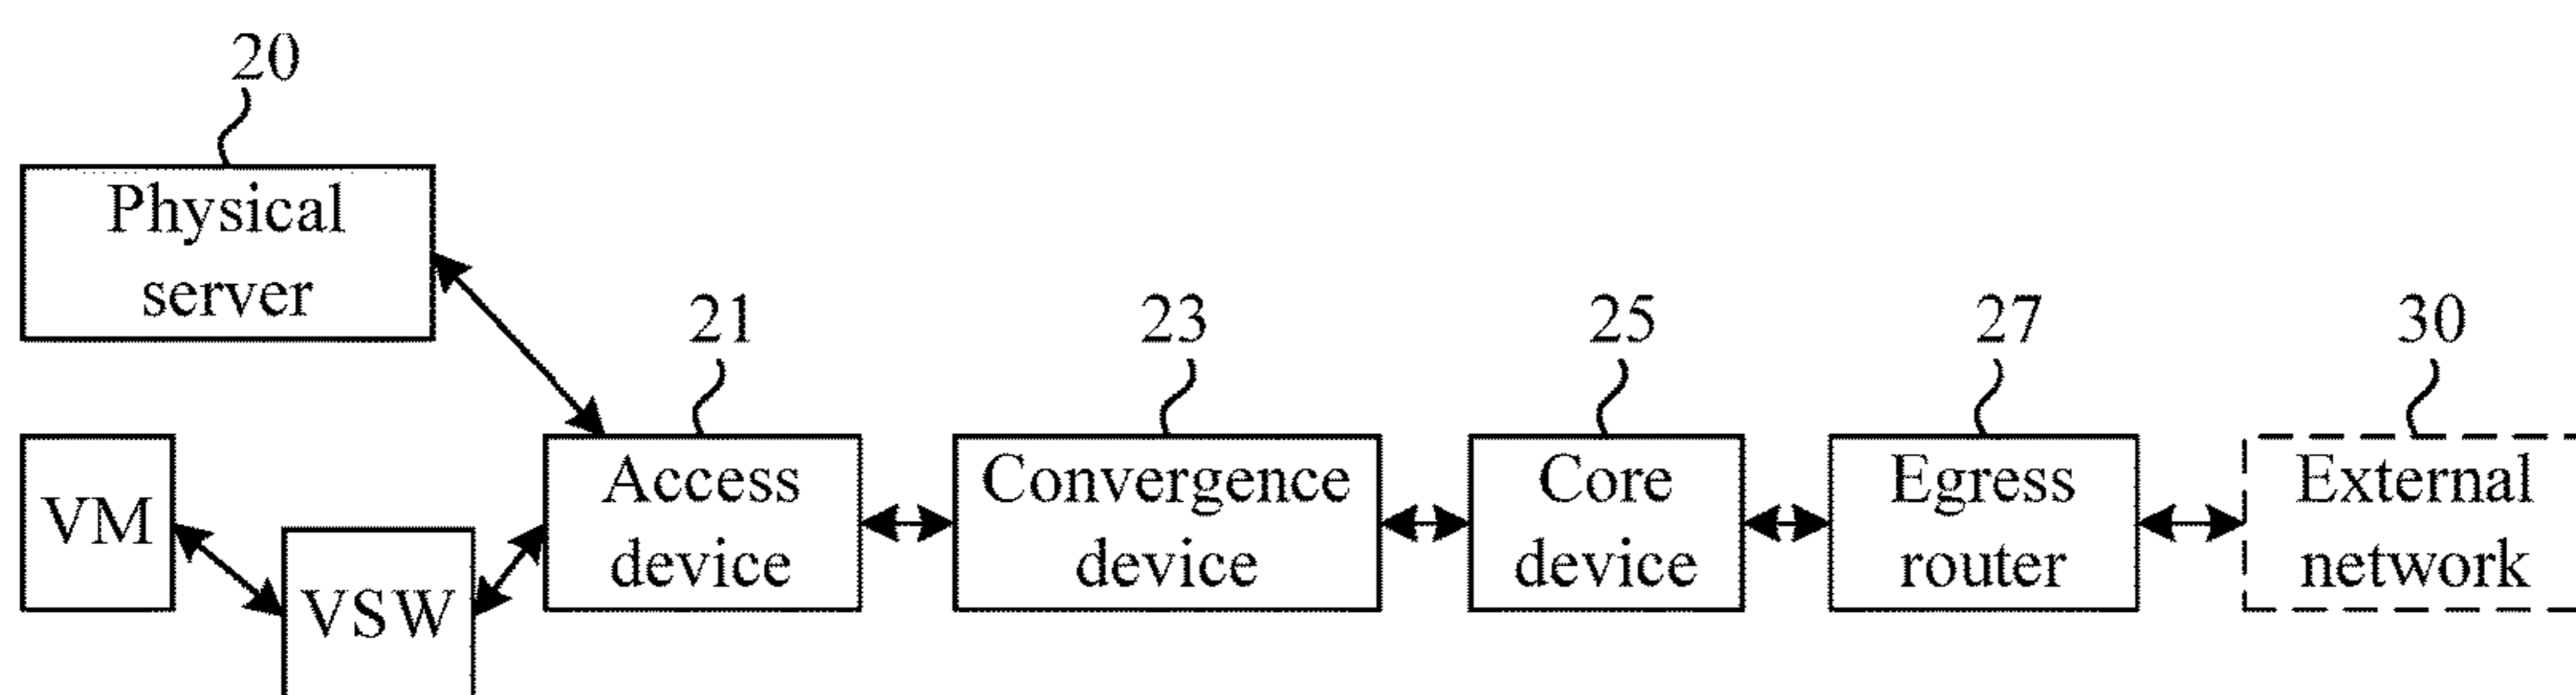 20
Physical
server
21
23
25
27
30
VM
VSW
Access
device
Convergence
device
Core
device
Egress
router
External
network